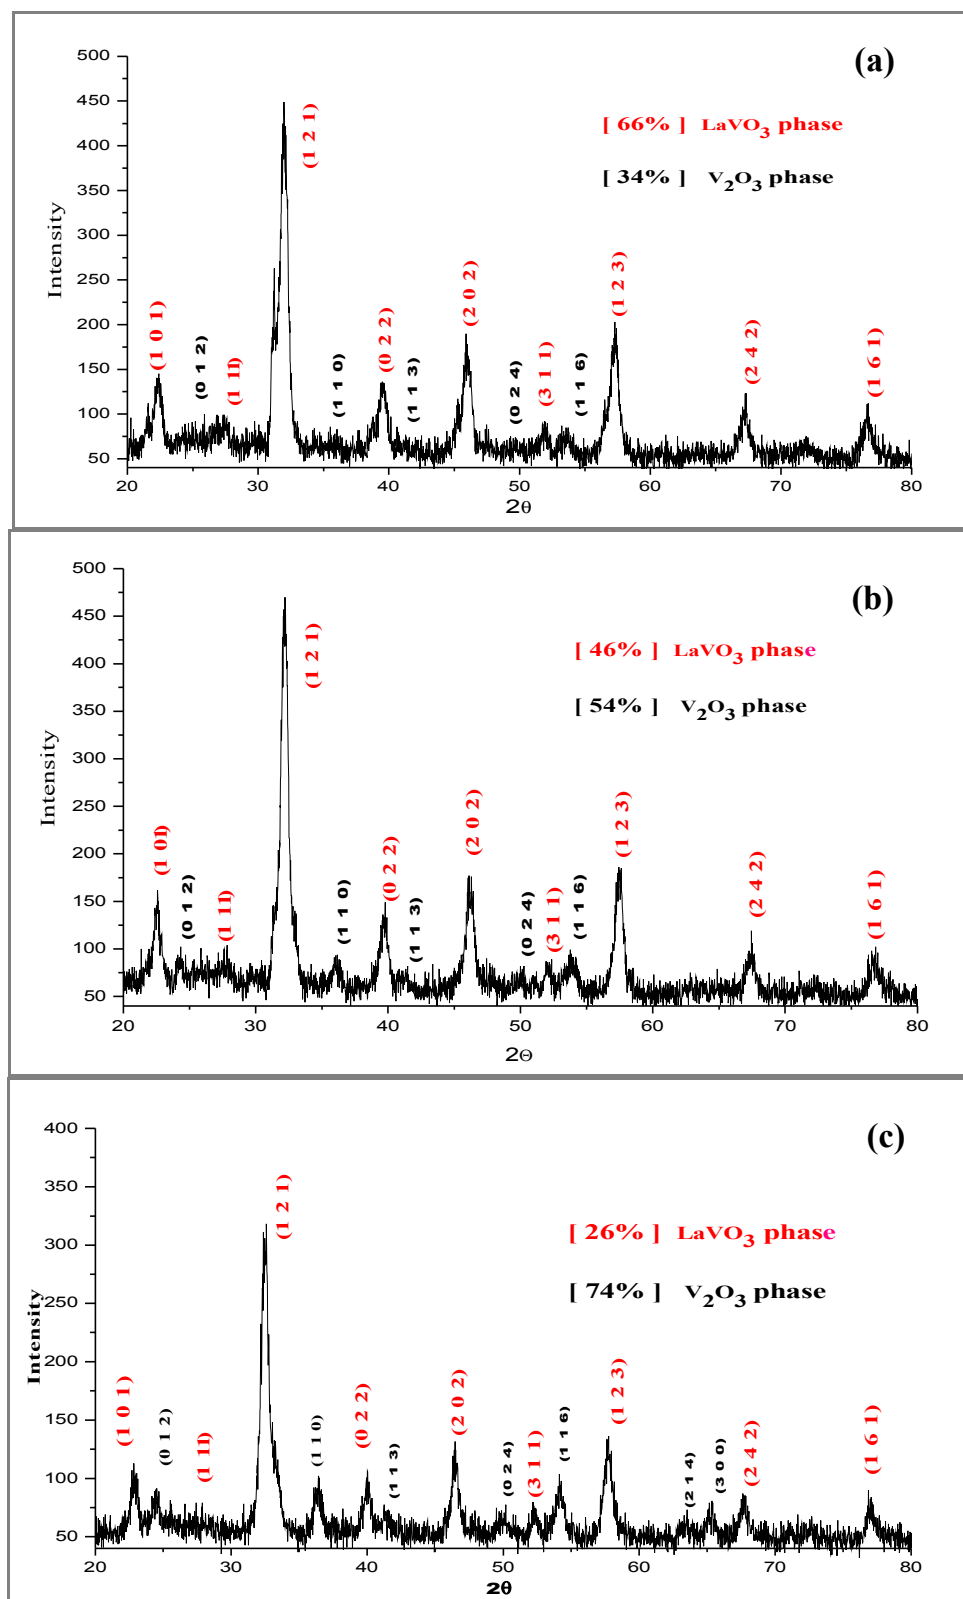 (a)
500
450
400
350
300
250
200
150
100
50
Intensity
[ 66% ] LaVO3 phase
[ 34% ] V2O3 phase
(1 0 1)
(0 1 2)
(1 11)
(1 2 1)
(1 1 0)
(0 2 2)
(1 1 3)
(2 0 2)
(0 2 4)
(3 1 1)
(1 1 6)
(1 2 3)
(2 4 2)
(1 6 1)
20 30 40 50 60 70 80
2θ
(b)
500
450
400
350
300
250
200
150
100
50
Intensity
[ 46% ] LaVO3 phase
[ 54% ] V2O3 phase
(1 01)
(0 1 2)
(1 11)
(1 2 1)
(1 1 0)
(0 2 2)
(1 1 3)
(2 0 2)
(0 2 4)
(3 1 1)
(1 1 6)
(1 2 3)
(2 4 2)
(1 6 1)
20 30 40 50 60 70 80
2Θ
(c)
400
350
300
250
200
150
100
50
Intensity
[ 26% ] LaVO3 phase
[ 74% ] V2O3 phase
(1 0 1)
(0 1 2)
(1 11)
(1 2 1)
(1 1 0)
(0 2 2)
(1 1 3)
(2 0 2)
(0 2 4)
(3 1 1)
(1 1 6)
(1 2 3)
(2 1 4)
(3 0 0)
(2 4 2)
(1 6 1)
20 30 40 50 60 70 80
2θ